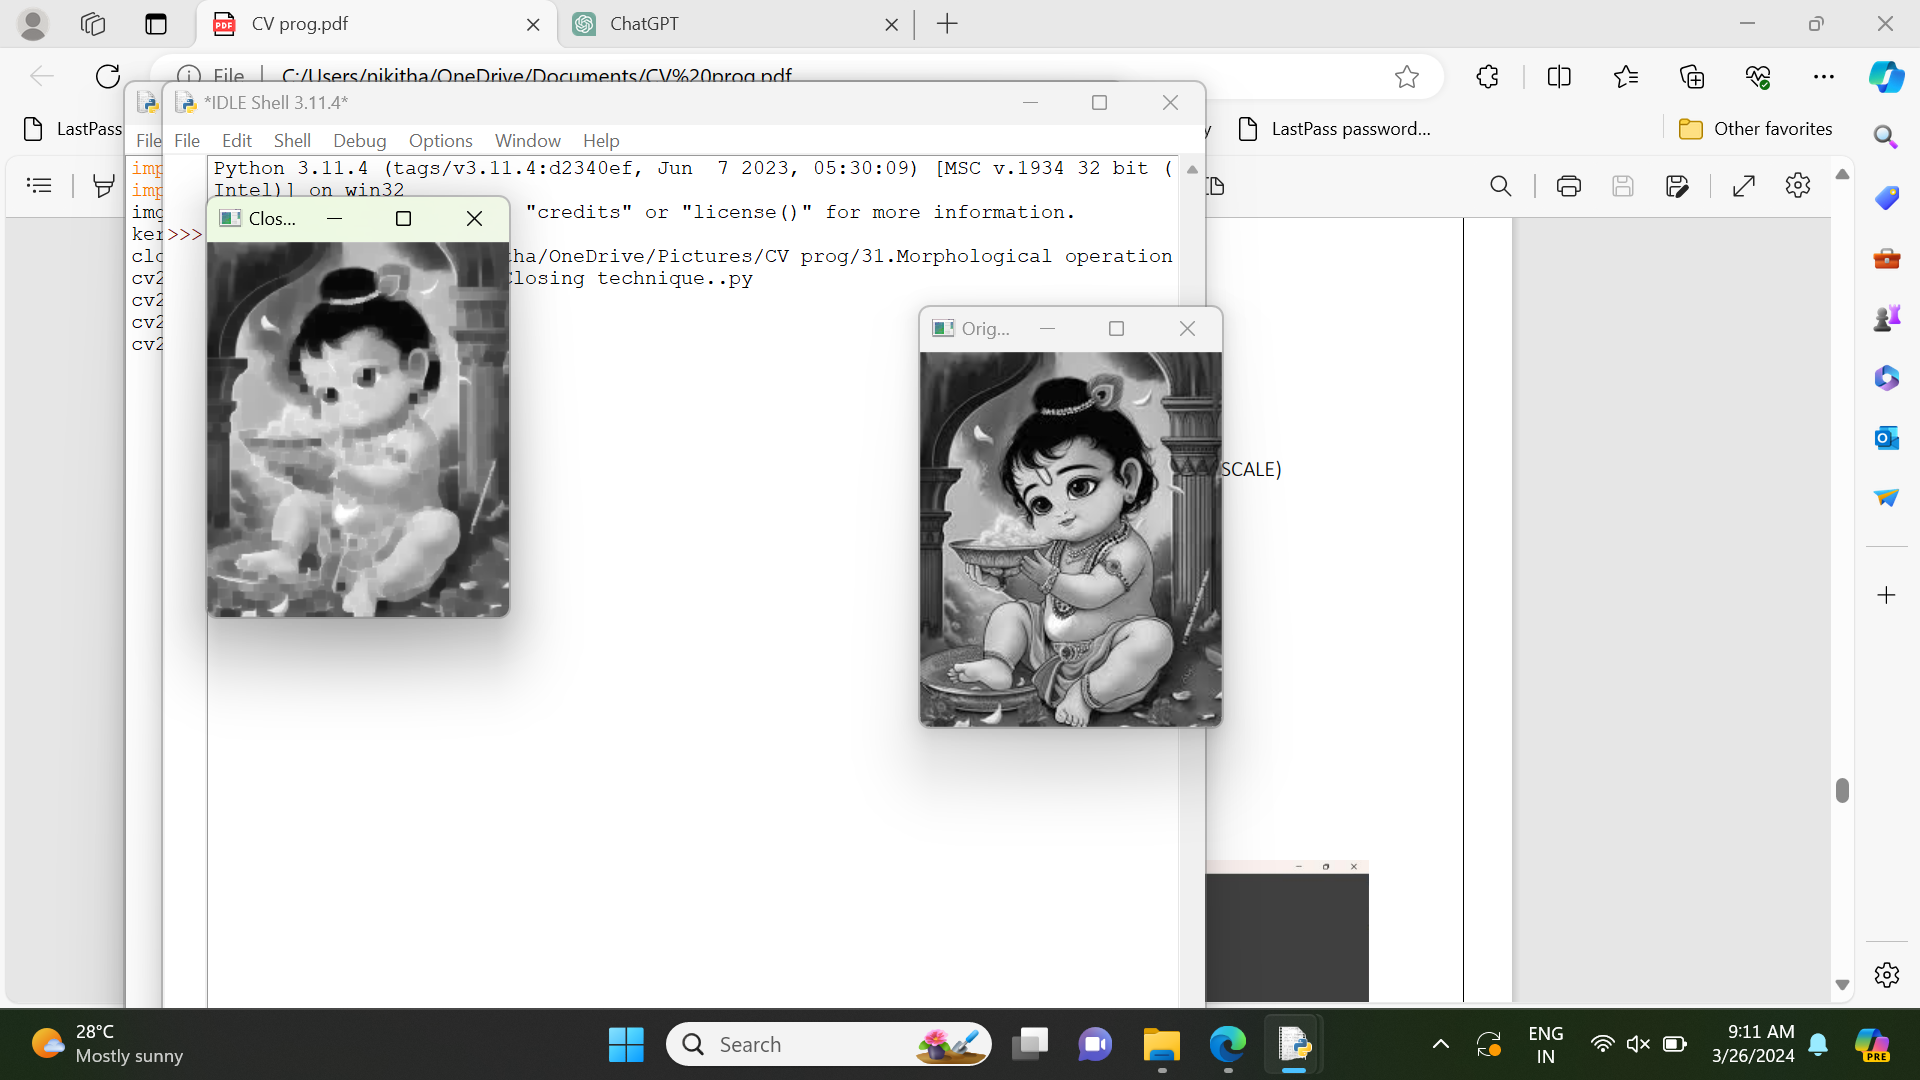 CV prog.pdf
ChatGPT
File
C:/Users/nikitha/OneDrive/Documents/CV%20prog.pdf
LastPass
LastPass password...
Other favorites
*IDLE Shell 3.11.4*
File
File Edit Shell Debug Options Window Help
imp
imp
img
ker
clo
cv2
cv2
cv2
cv2
Python 3.11.4 (tags/v3.11.4:d2340ef, Jun  7 2023, 05:30:09) [MSC v.1934 32 bit (
Intel)] on win32
"credits" or "license()" for more information.
>>>
tha/OneDrive/Pictures/CV prog/31.Morphological operation
Closing technique..py
Clos...
Orig...
SCALE)
28°C
Mostly sunny
Search
ENG
IN
9:11 AM
3/26/2024
PRE